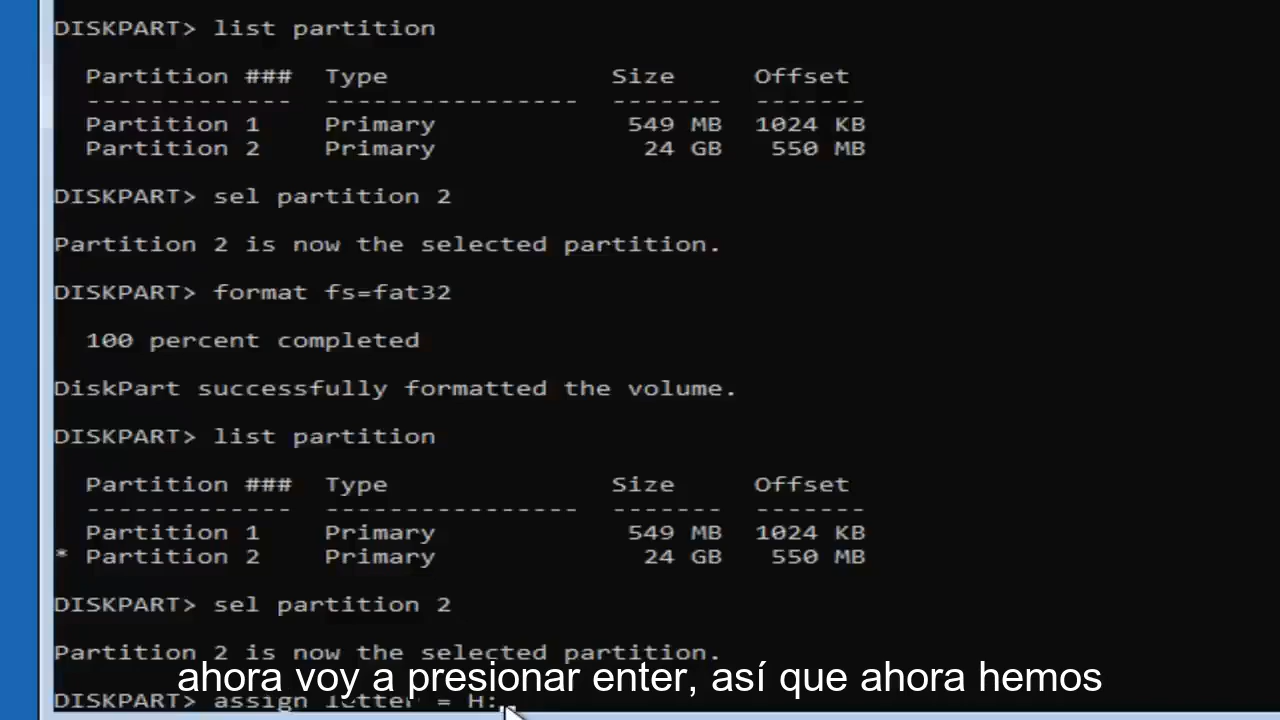 DISKPART> list partition
Partition ### Type Size Offset
------------- ---------------- ------- -------
Partition 1 Primary 549 MB 1024 KB
Partition 2 Primary 24 GB 550 MB
DISKPART> sel partition 2
Partition 2 is now the selected partition.
DISKPART> format fs=fat32
100 percent completed
DiskPart successfully formatted the volume.
DISKPART> list partition
Partition ### Type Size Offset
------------- ---------------- ------- -------
Partition 1 Primary 549 MB 1024 KB
* Partition 2 Primary 24 GB 550 MB
DISKPART> sel partition 2
Partition 2 is now the selected partition.
ahora voy a presionar enter, así que ahora hemos
DISKPART> assign letter = H: